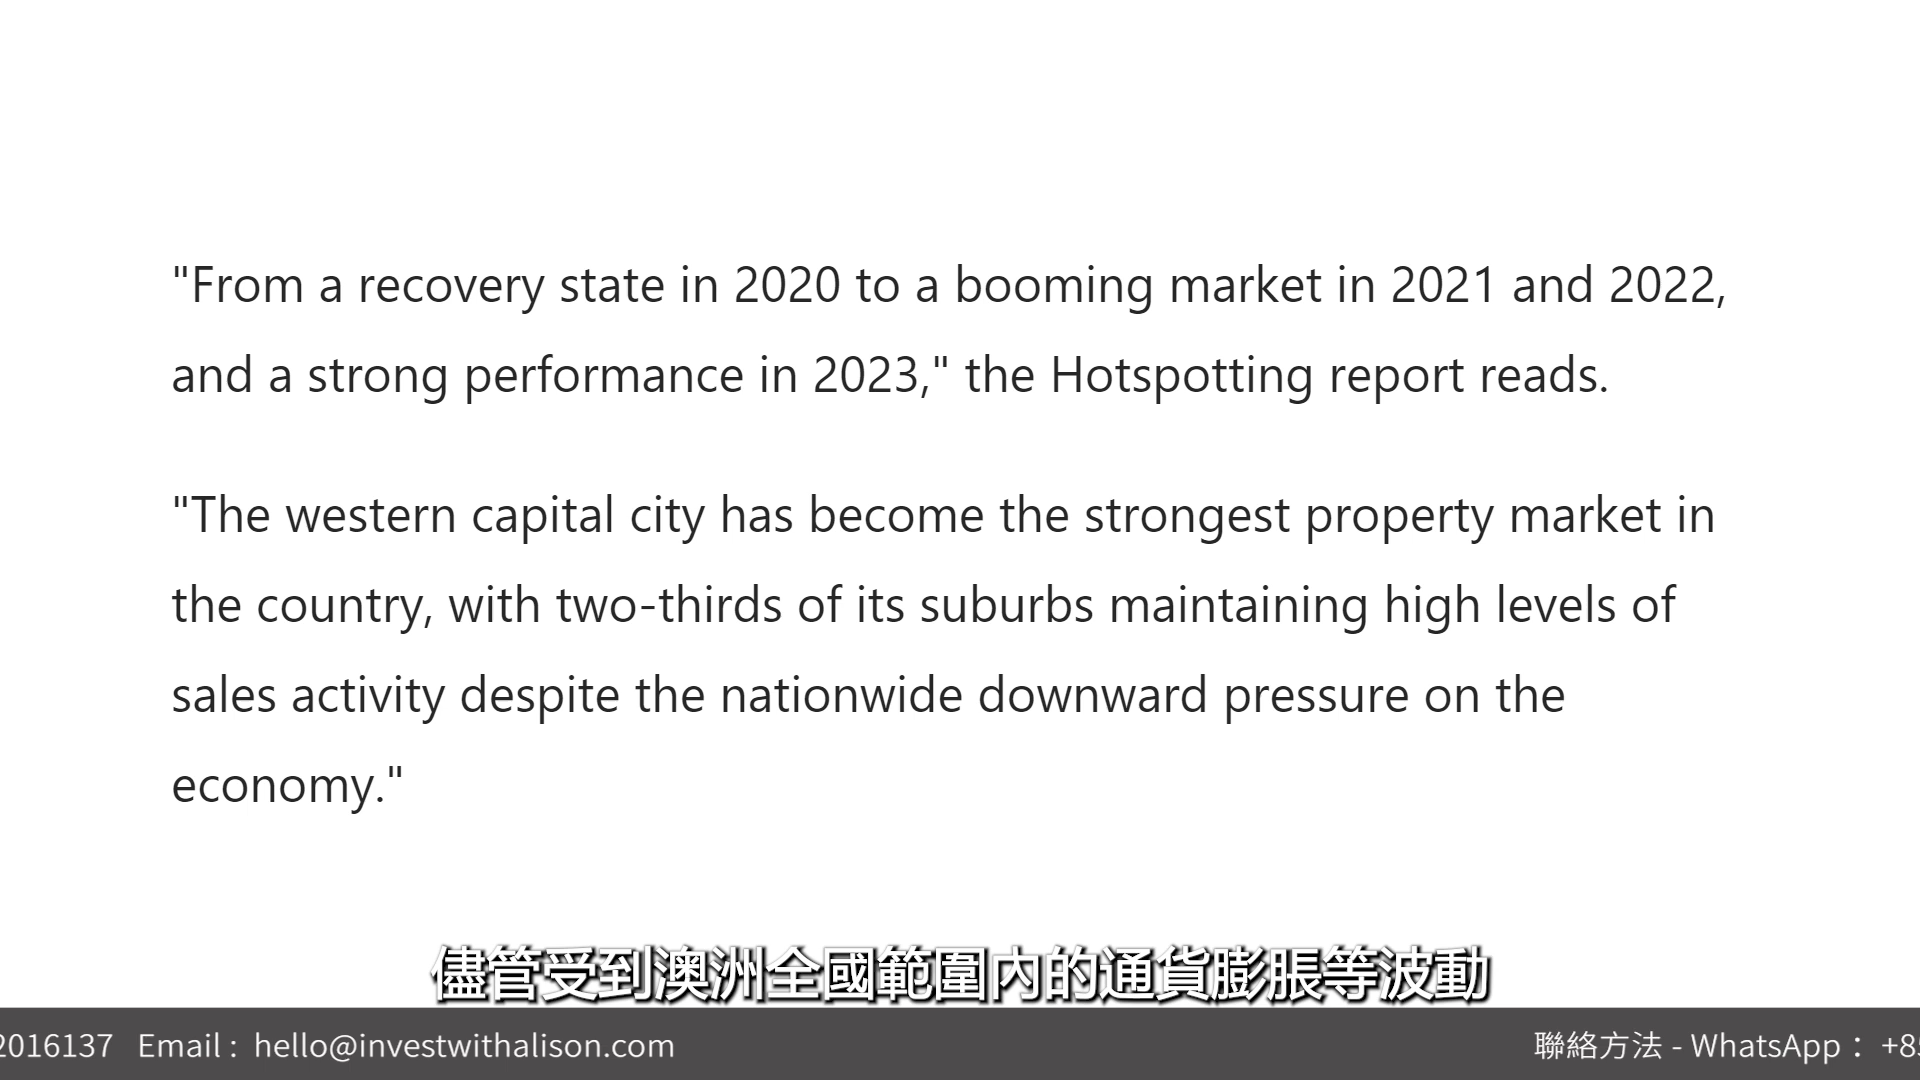 "From a recovery state in 2020 to a booming market in 2021 and 2022,
and a strong performance in 2023," the Hotspotting report reads.
"The western capital city has become the strongest property market in
the country, with two-thirds of its suburbs maintaining high levels of
sales activity despite the nationwide downward pressure on the
economy."
儘管受到澳洲全國範圍內的通貨膨脹等波動
2016137 Email : hello@investwithalison.com 聯絡方法 - WhatsApp： +85